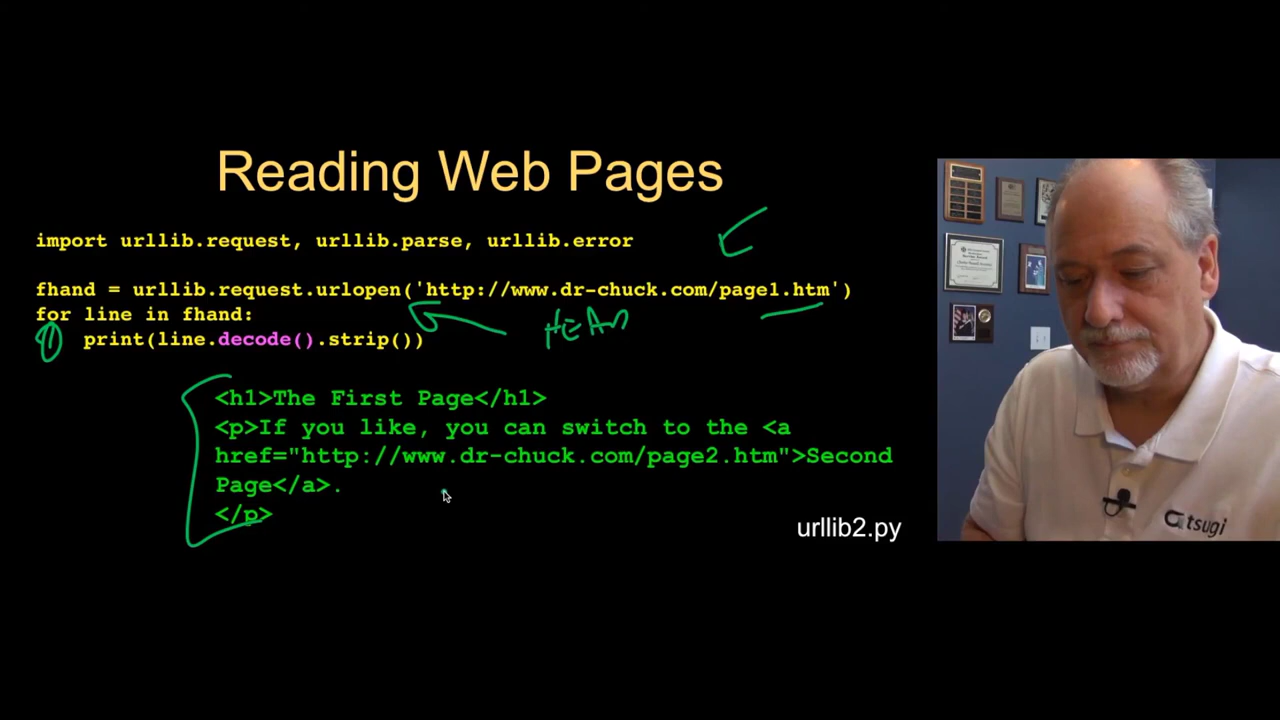 Reading Web Pages
import urllib.request, urllib.parse, urllib.error
fhand = urllib.request.urlopen('http://www.dr-chuck.com/page1.htm')
for line in fhand:
print(line.decode().strip())
HEAD
<h1>The First Page</h1>
<p>If you like, you can switch to the <a
href="http://www.dr-chuck.com/page2.htm">Second
Page</a>.
</p>
urllib2.py
tsugi